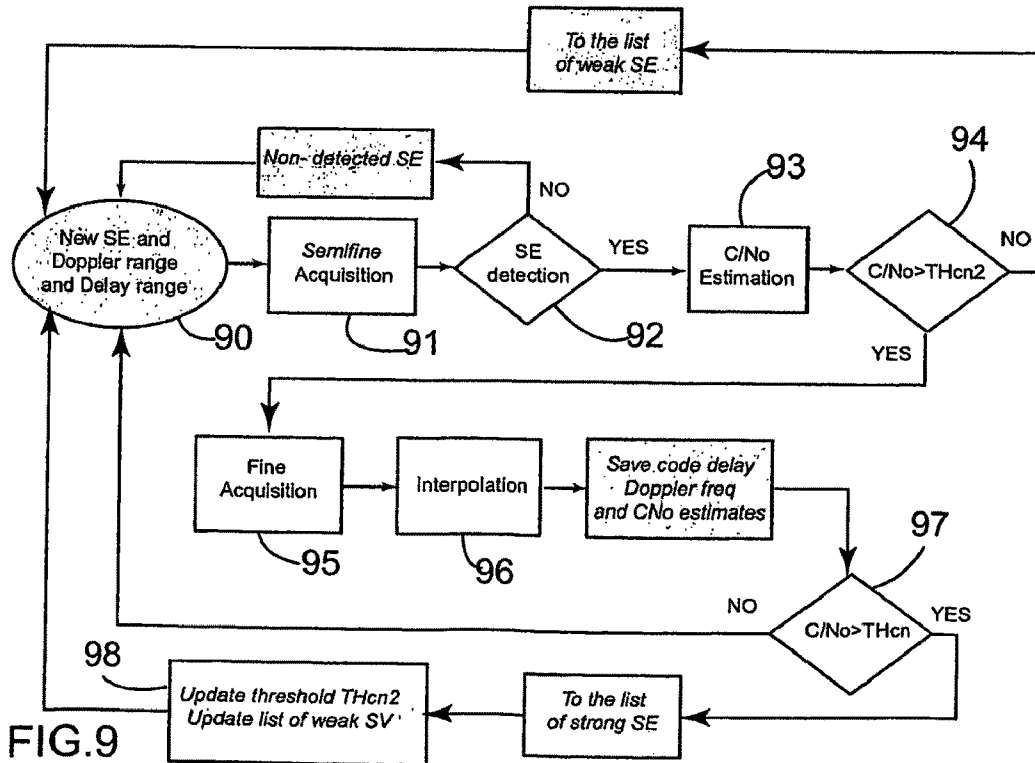 To the list
of weak SE
Non-detected SE
NO
94
93
New SE and
Doppler range
and Delay range
90
Semifine
Acquisition
91
SE
detection
92
YES
C/No
Estimation
C/No>THcn2
NO
YES
Fine
Acquisition
95
Interpolation
96
Save code delay
Doppler freq
and CNo estimates
97
NO
C/No>THcn
YES
98
Update threshold THcn2
Update list of weak SV
To the list
of strong SE
FIG.9